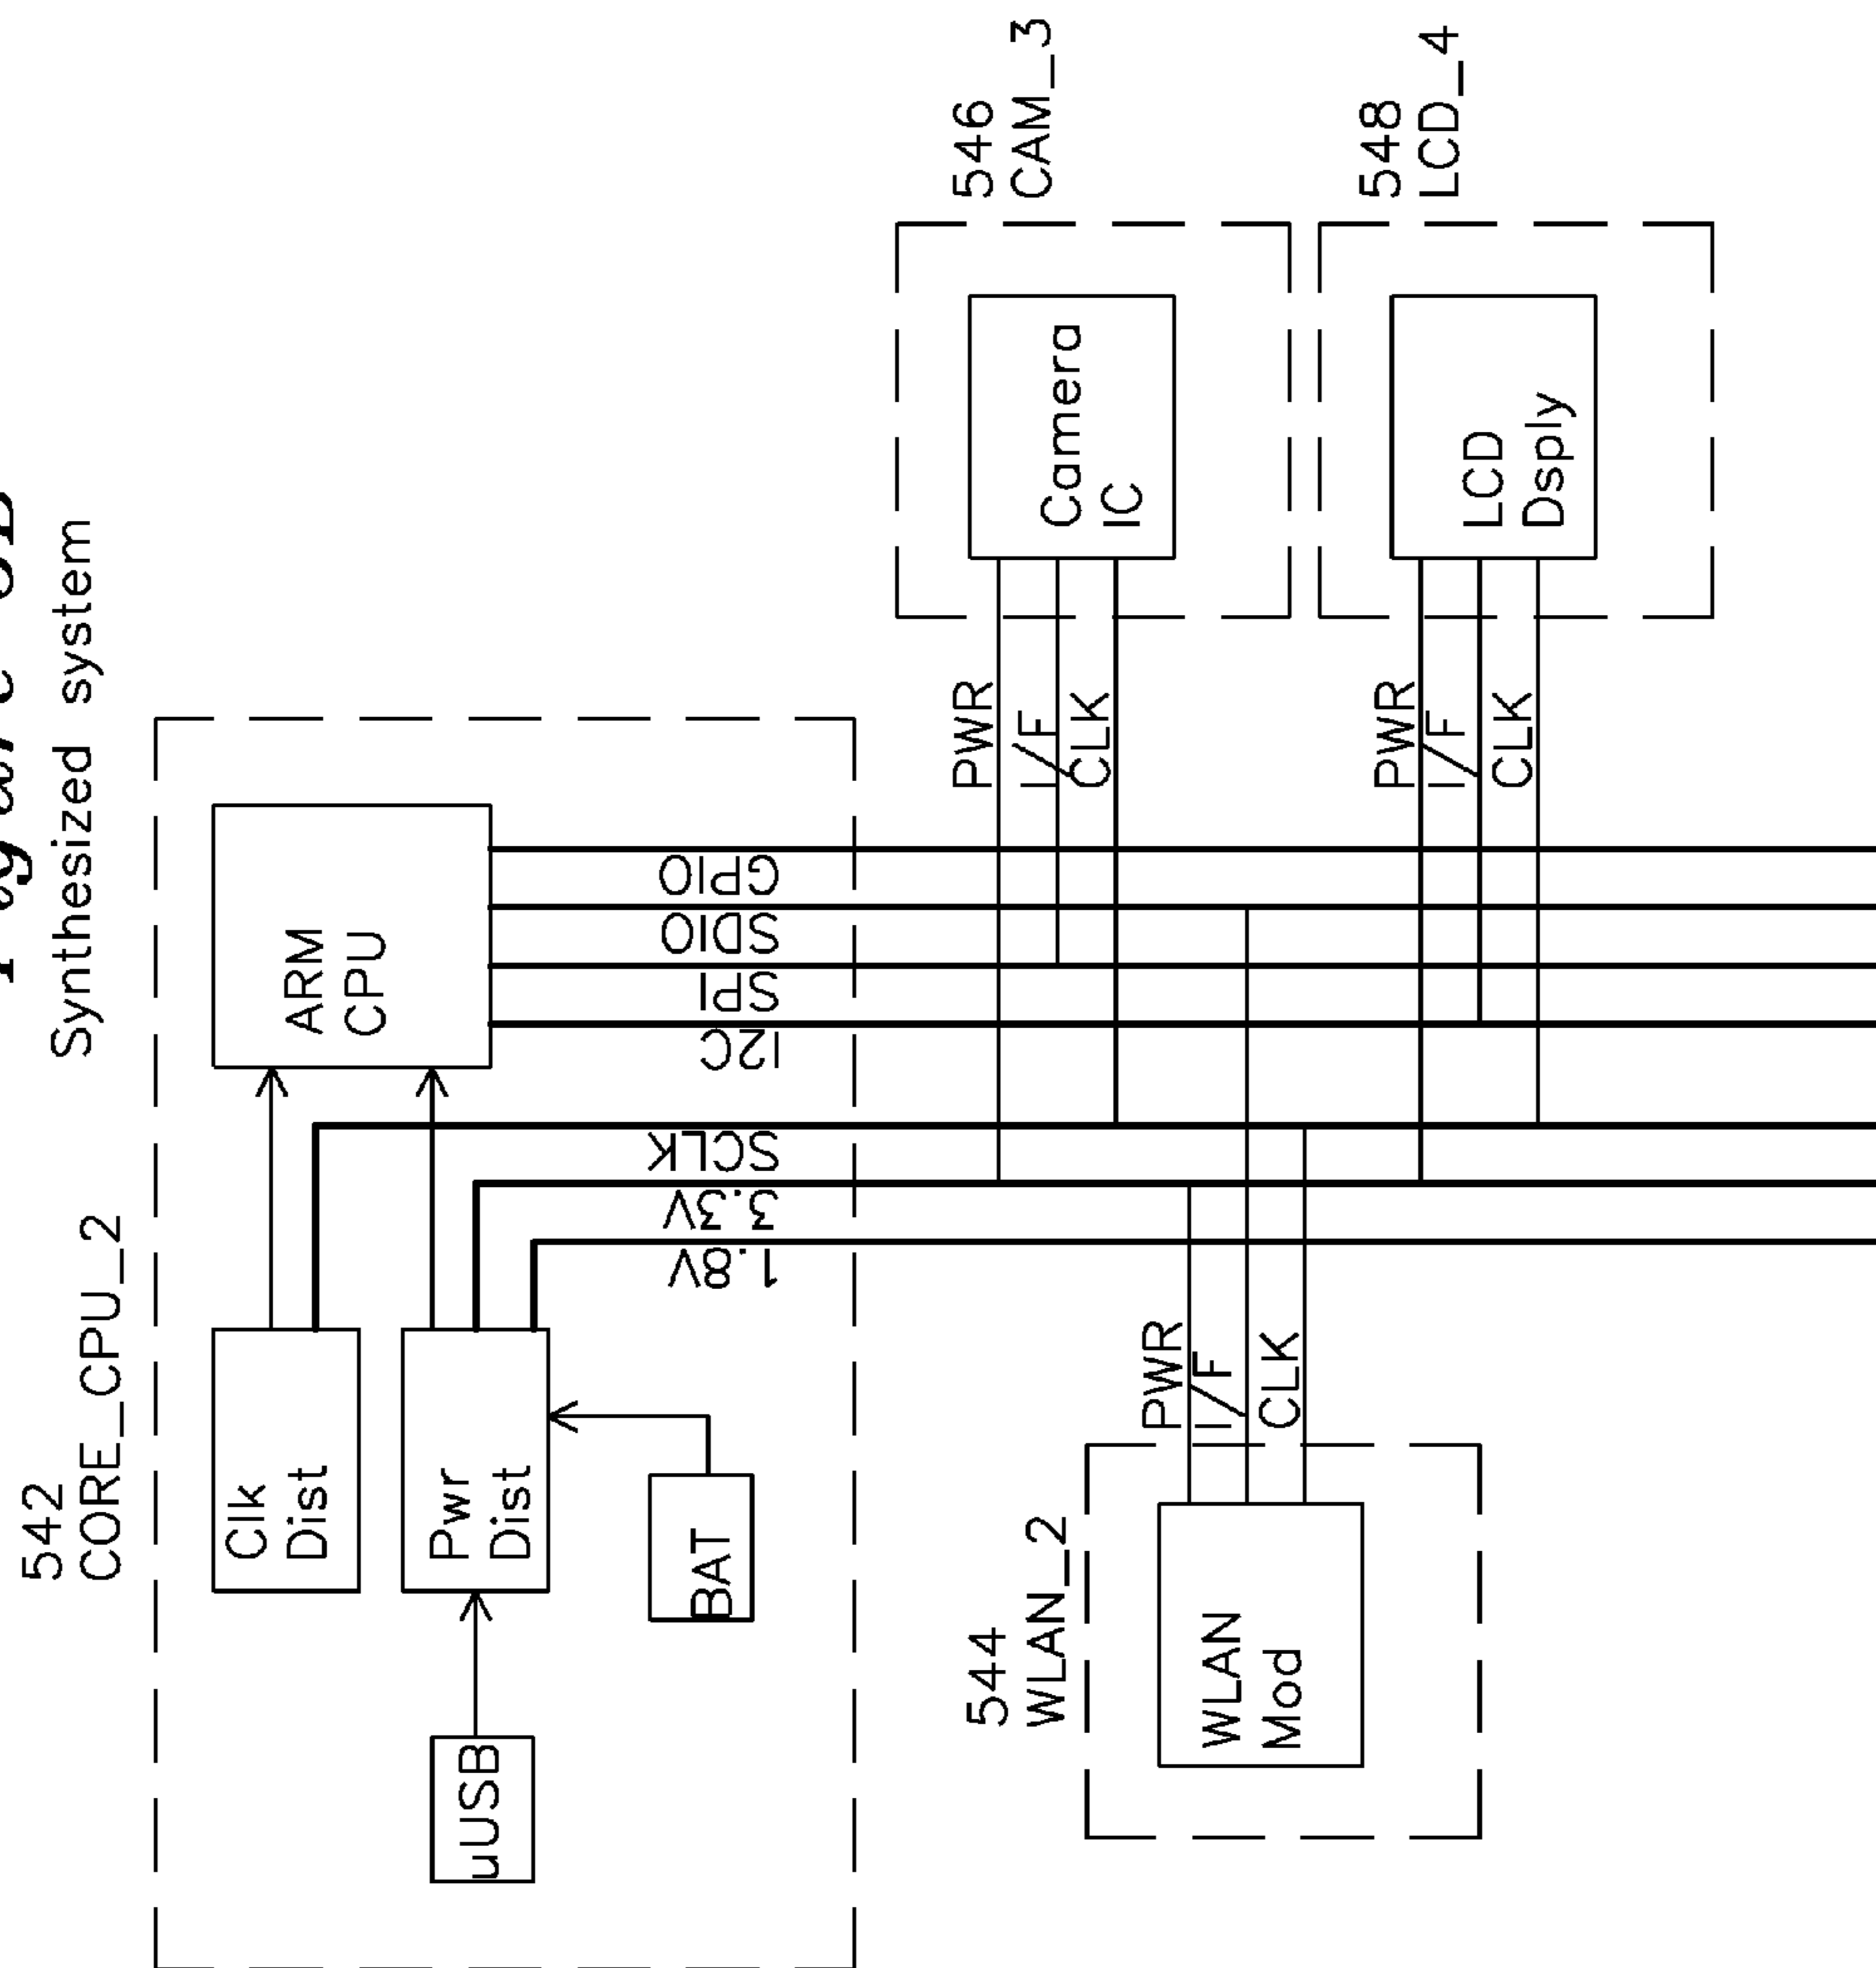 Synthesized system
542
CORE_CPU_2
Clk
Dist
ARM
CPU
Pwr
Dist
uUSB
BAT
GPIO
SDIO
SPI
I2C
SCLK
3.3V
1.8V
544
WLAN_2
WLAN
Mod
PWR
I/F
CLK
546
CAM_3
Camera
IC
PWR
I/F
CLK
548
LCD_4
LCD
Dsply
PWR
I/F
CLK